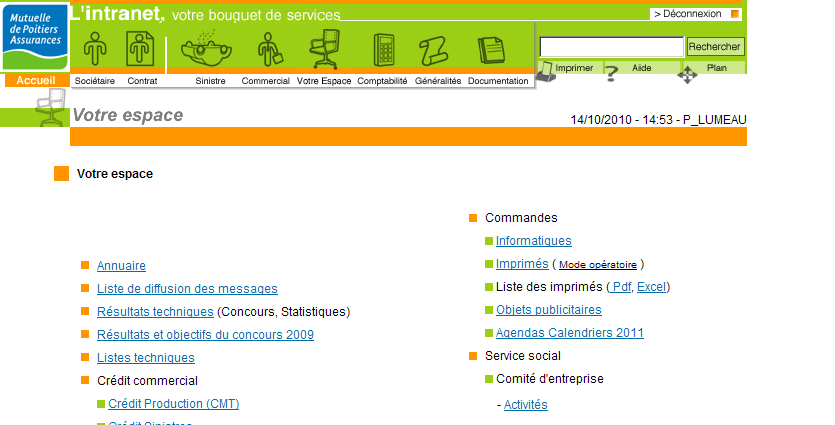 Mutuelle
de Poitiers
Assurances
L'intranet, votre bouquet de services
> Déconnexion
Rechercher
Imprimer Aide Plan
Accueil
Sociétaire Contrat Sinistre Commercial Votre Espace Comptabilité Généralités Documentation
Votre espace
14/10/2010 - 14:53 - P_LUMEAU
Votre espace
Annuaire
Liste de diffusion des messages
Résultats techniques (Concours, Statistiques)
Résultats et objectifs du concours 2009
Listes techniques
Crédit commercial
Crédit Production (CMT)
Crédit Sinistres
Commandes
Informatiques
Imprimés ( Mode opératoire )
Liste des imprimés ( Pdf, Excel)
Objets publicitaires
Agendas Calendriers 2011
Service social
Comité d'entreprise
- Activités